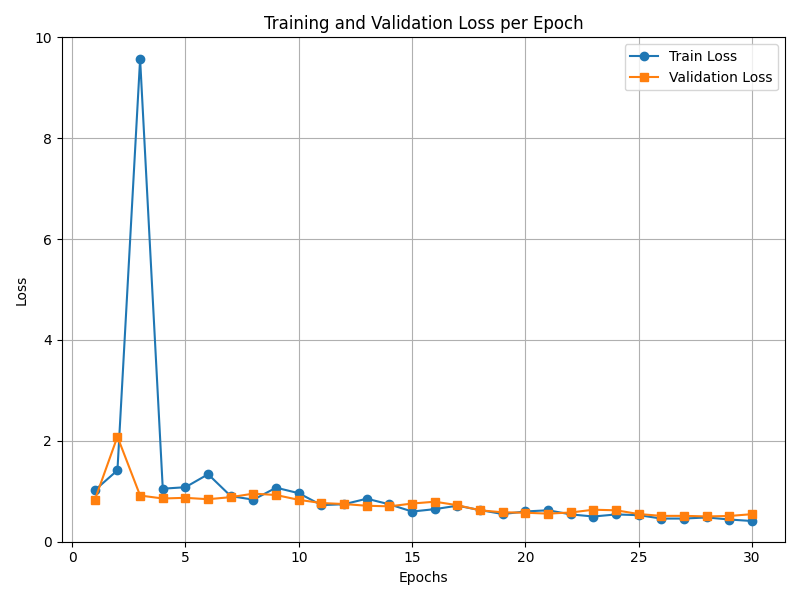 Training and Validation Loss per Epoch
Train Loss
Validation Loss
10
8
6
4
2
0
Loss
0 5 10 15 20 25 30
Epochs